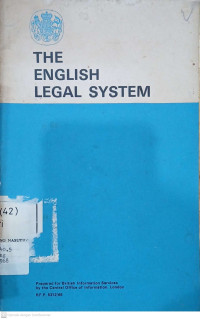 THE
ENGLISH
LEGAL SYSTEM
(42)
Prepared for British Information Services
by the Central Office of Information London